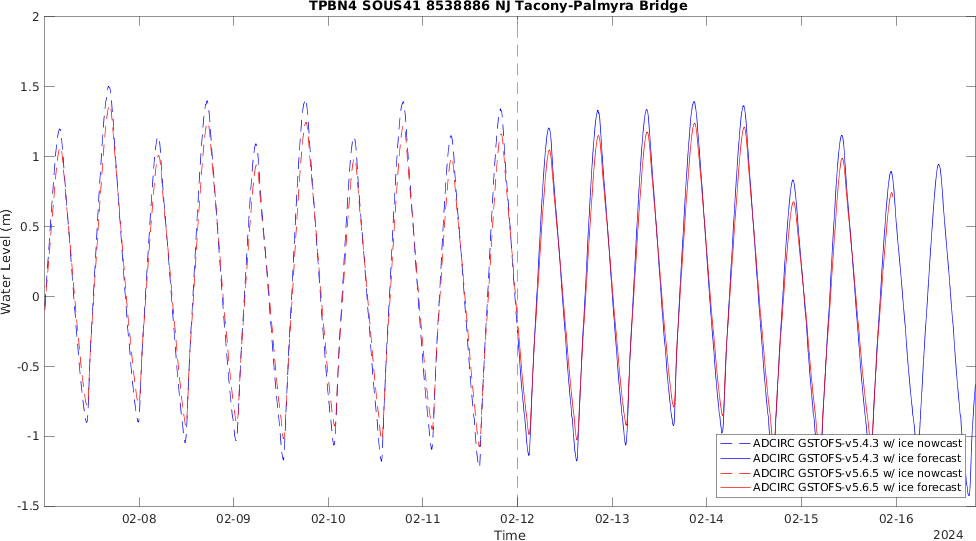 TPBN4 SOUS41 8538886 NJ Tacony-Palmyra Bridge
2
1.5
1
0.5
0
-0.5
-1
-1.5
Water Level (m)
02-08 02-09 02-10 02-11 02-12 02-13 02-14 02-15 02-16
Time
2024
ADCIRC GSTOFS-v5.4.3 w/ ice nowcast
ADCIRC GSTOFS-v5.4.3 w/ ice forecast
ADCIRC GSTOFS-v5.6.5 w/ ice nowcast
ADCIRC GSTOFS-v5.6.5 w/ ice forecast